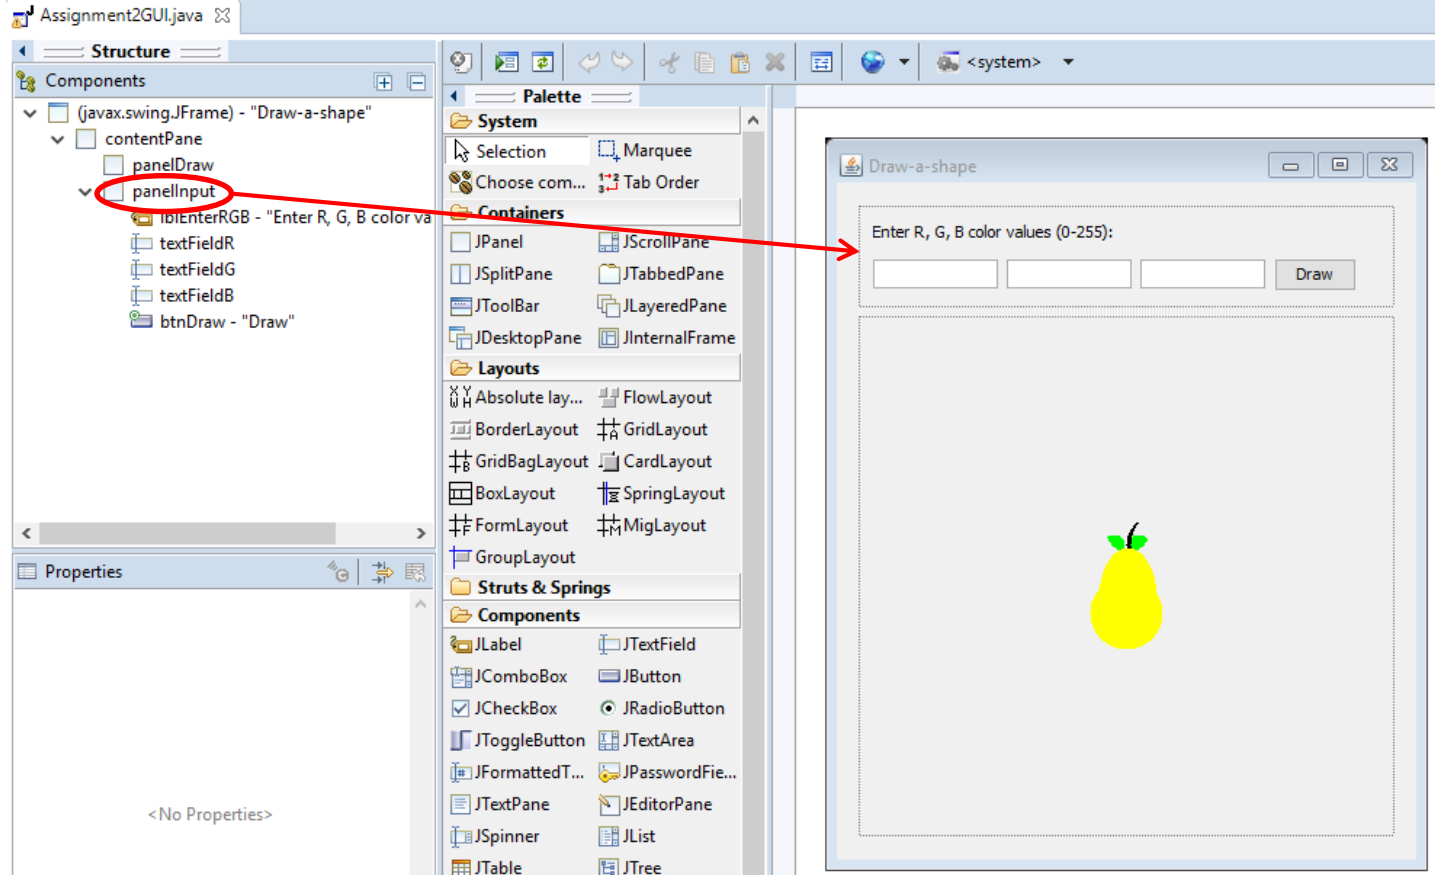 Assignment2GUI.java
Structure
Components
(javax.swing.JFrame) - "Draw-a-shape"
contentPane
panelDraw
panelInput
lblEnterRGB - "Enter R, G, B color va
textFieldR
textFieldG
textFieldB
btnDraw - "Draw"
Properties
<No Properties>
<system>
Palette
System
Selection Marquee
Choose com... Tab Order
Containers
JPanel JScrollPane
JSplitPane JTabbedPane
JToolBar JLayeredPane
JDesktopPane JInternalFrame
Layouts
Absolute lay... FlowLayout
BorderLayout GridLayout
GridBagLayout CardLayout
BoxLayout SpringLayout
FormLayout MigLayout
GroupLayout
Struts & Springs
Components
JLabel JTextField
JComboBox JButton
JCheckBox JRadioButton
JToggleButton JTextArea
JFormattedT... JPasswordFie...
JTextPane JEditorPane
JSpinner JList
JTable JTree
Draw-a-shape
Enter R, G, B color values (0-255):
Draw